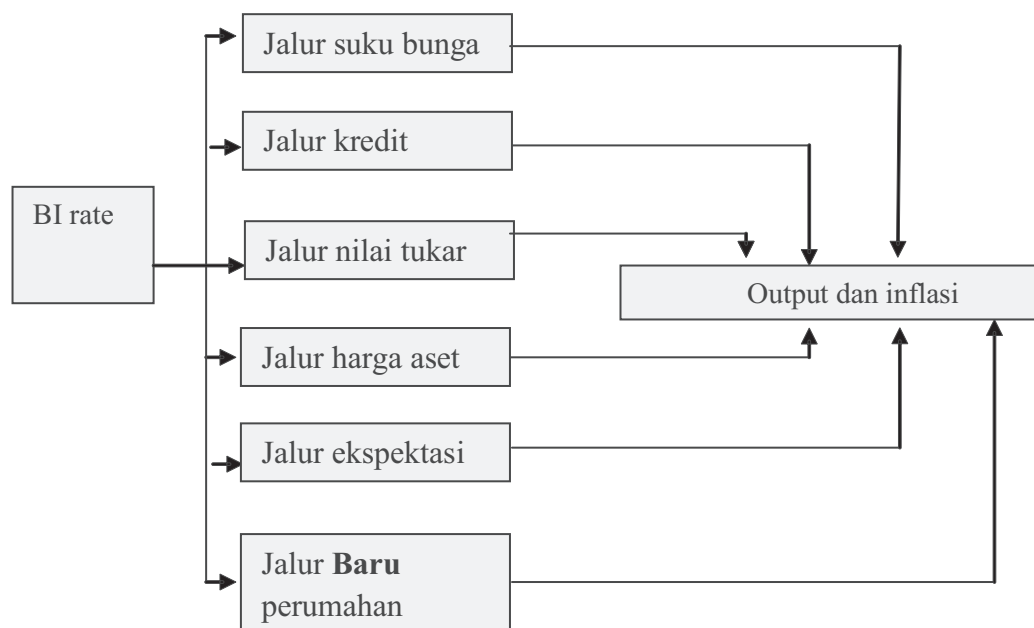 Jalur suku bunga
Jalur kredit
BI rate
Jalur nilai tukar
Output dan inflasi
Jalur harga aset
Jalur ekspektasi
Jalur Baru
perumahan